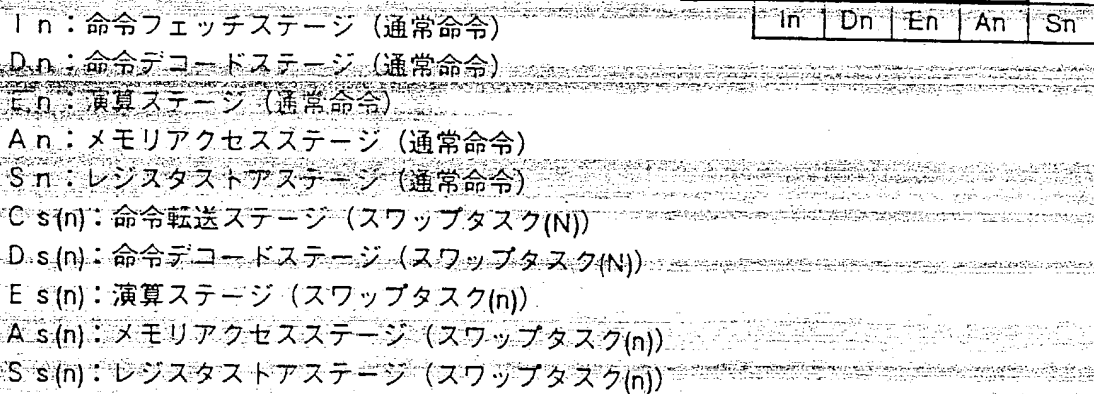 In：命令フェッチステージ（通常命令）
In Dn En An Sn
Dn：命令デコードステージ（通常命令）
En：演算ステージ（通常命令）
An：メモリアクセスステージ（通常命令）
Sn：レジスタストアステージ（通常命令）
Cs(n)：命令転送ステージ（スワップタスク(N)）
Ds(n)：命令デコードステージ（スワップタスク(N)）
Es(n)：演算ステージ（スワップタスク(n)）
As(n)：メモリアクセスステージ（スワップタスク(n)）
Ss(n)：レジスタストアステージ（スワップタスク(n)）